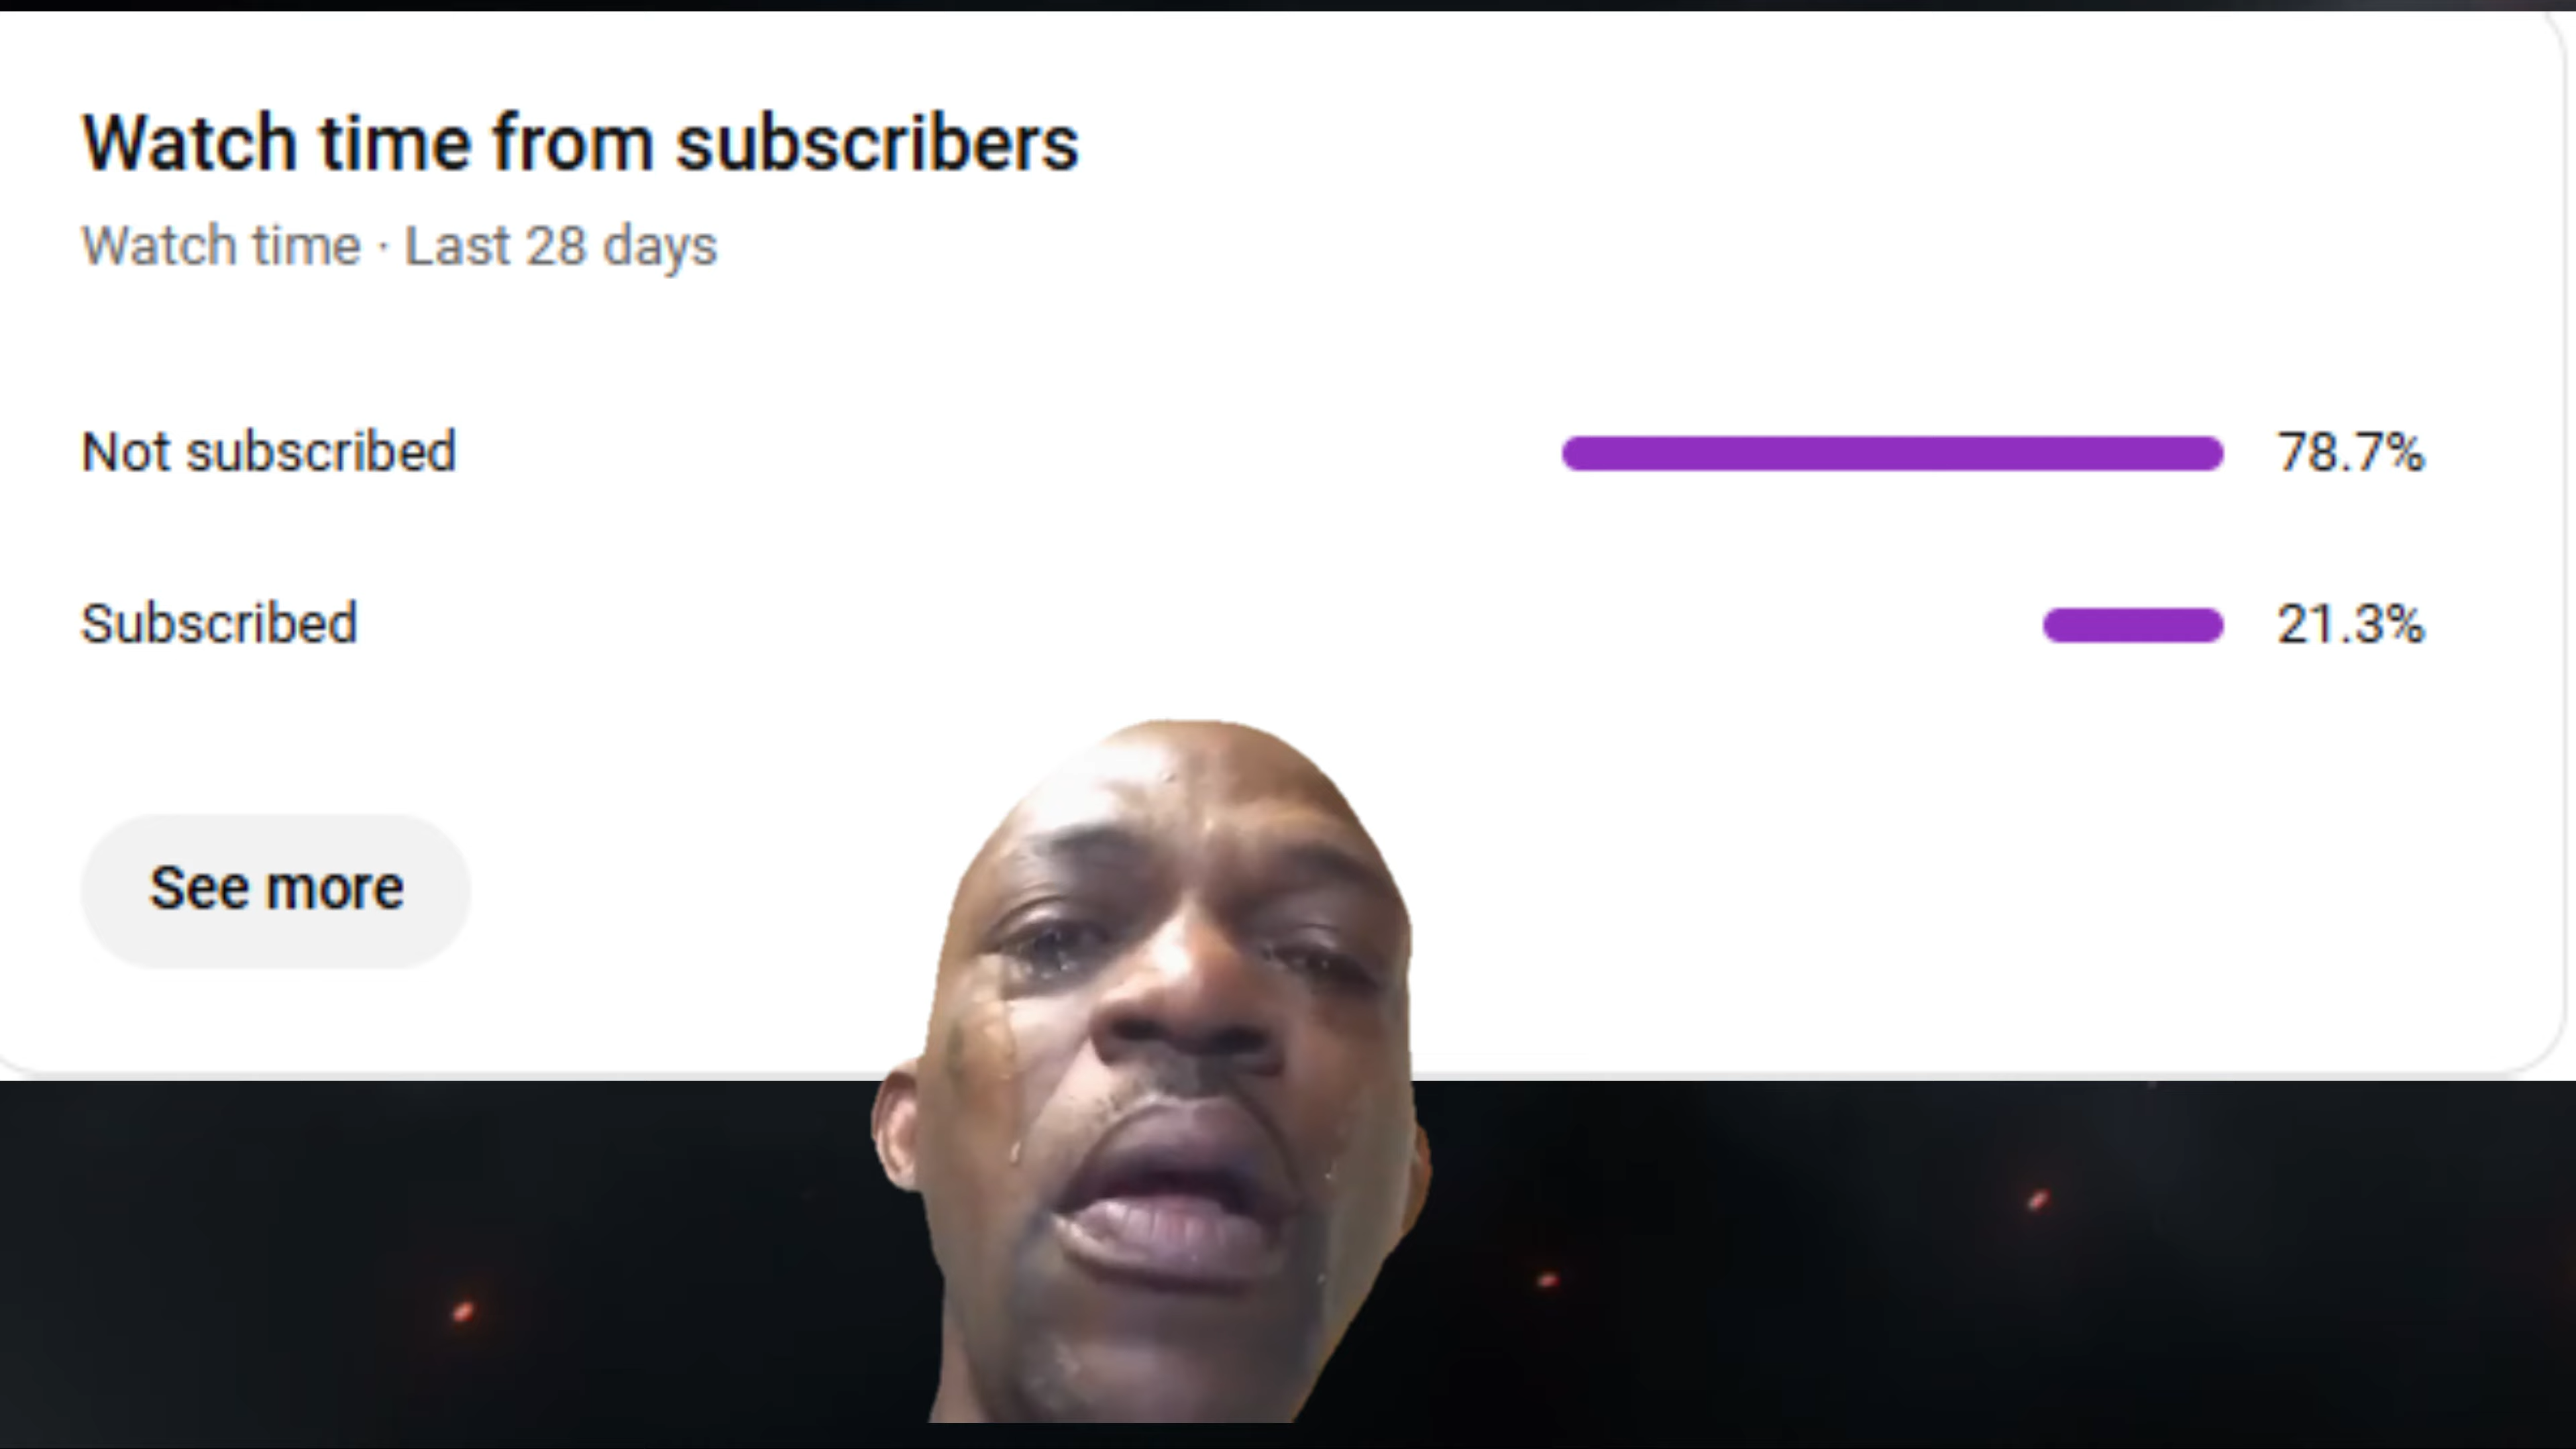 Watch time from subscribers
Watch time · Last 28 days
Not subscribed 78.7%
Subscribed 21.3%
See more